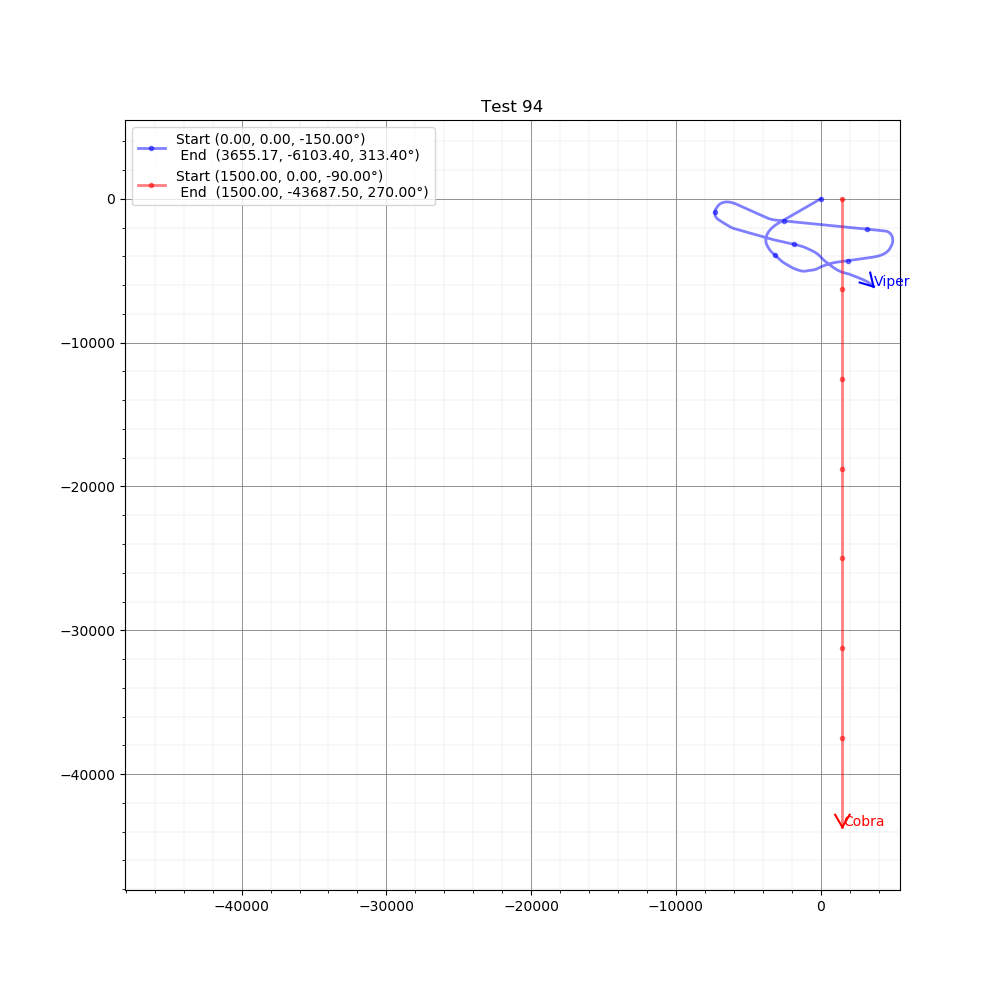 Test 94
Start (0.00, 0.00, -150.00°)
End (3655.17, -6103.40, 313.40°)
Start (1500.00, 0.00, -90.00°)
End (1500.00, -43687.50, 270.00°)
0
−10000
−20000
−30000
−40000
Viper
Cobra
−40000
−30000
−20000
−10000
0